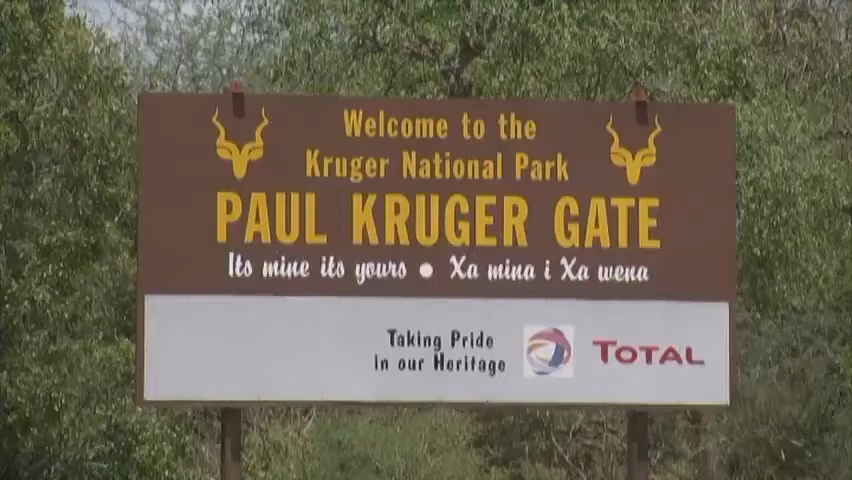 Welcome to the
Kruger National Park
PAUL KRUGER GATE
Its mine its yours ● Xa mina i Xa wena
Taking Pride
in our Heritage
TOTAL